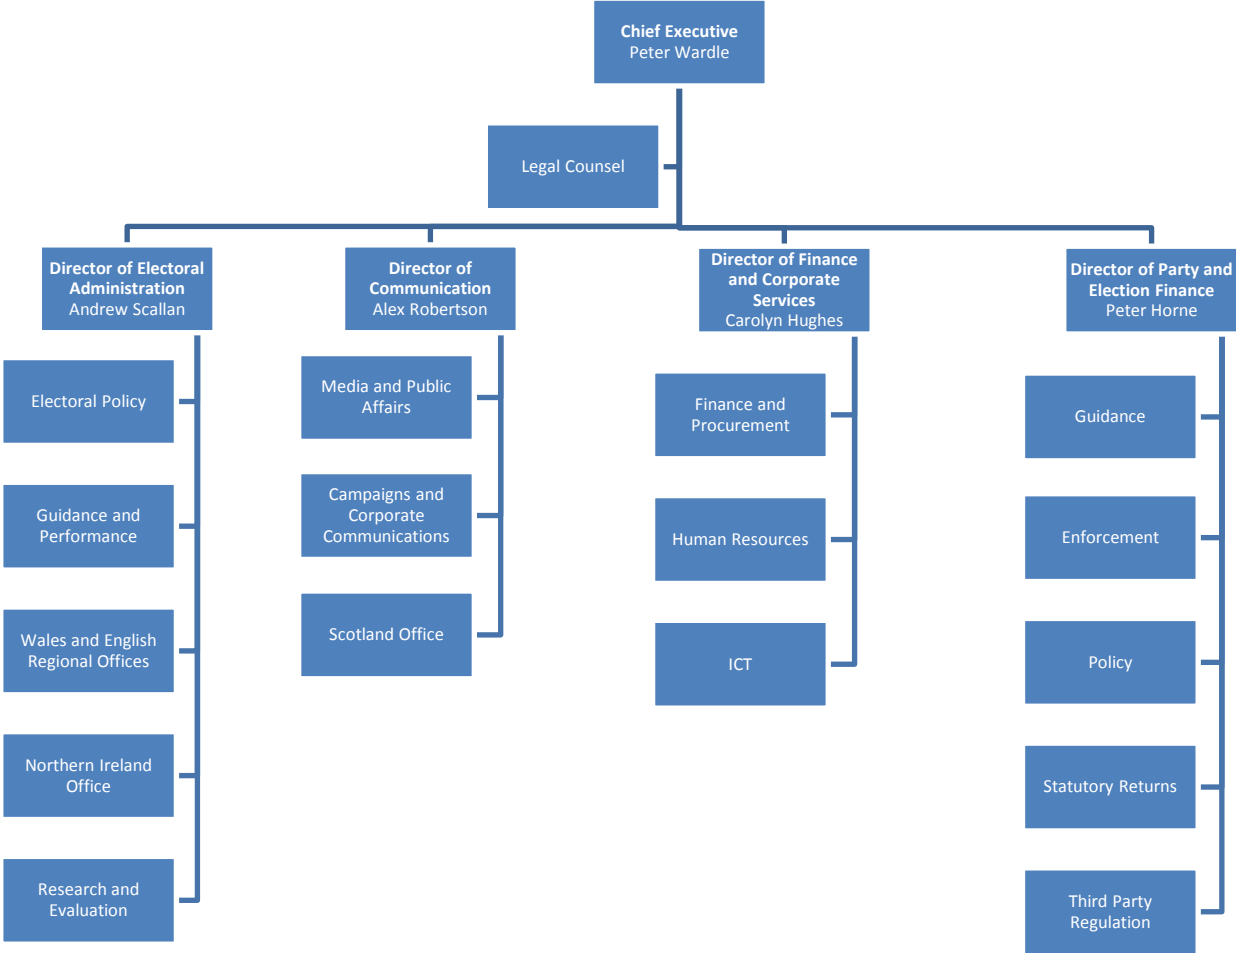 Chief Executive
Peter Wardle
Legal Counsel
Director of Electoral
Administration
Andrew Scallan
Electoral Policy
Guidance and
Performance
Wales and English
Regional Offices
Northern Ireland
Office
Research and
Evaluation
Director of
Communication
Alex Robertson
Media and Public
Affairs
Campaigns and
Corporate
Communications
Scotland Office
Director of Finance
and Corporate
Services
Carolyn Hughes
Finance and
Procurement
Human Resources
ICT
Director of Party and
Election Finance
Peter Horne
Guidance
Enforcement
Policy
Statutory Returns
Third Party
Regulation